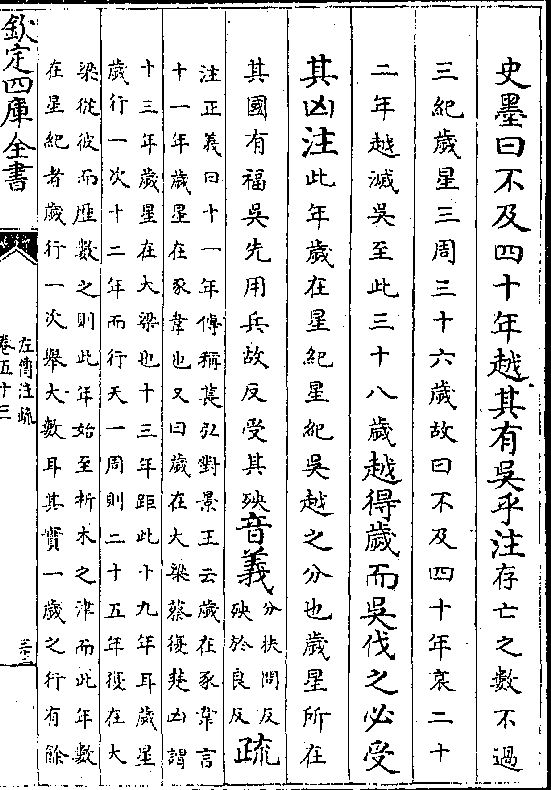 史墨曰不及四十年越其有吳乎注存亡之數不過
三紀歲星三周三十六歲故曰不及四十年哀二十
二年越滅吳至此三十八歲越得歲而吳伐之必受
其凶注此年歲在星紀星紀吳越之分也歲星所在
其國有福吳先用兵故反受其殃音義
分扶問反
殃於良反
疏
注正義曰十一年傳稱萇弘對景王云歲在豕韋言
十一年歲星在豕韋也又曰歲在大梁蔡復楚凶謂
十三年歲星在大梁也十三年距此十九年耳歲星
歲行一次十二年而行天一周則二十五年復在大
梁從彼而歷數之則此年始至析木之津而此年數
在星紀者歲行一次舉大數耳其實一歲之行有餘
欽定四庫全書
左傳注疏
卷五十三